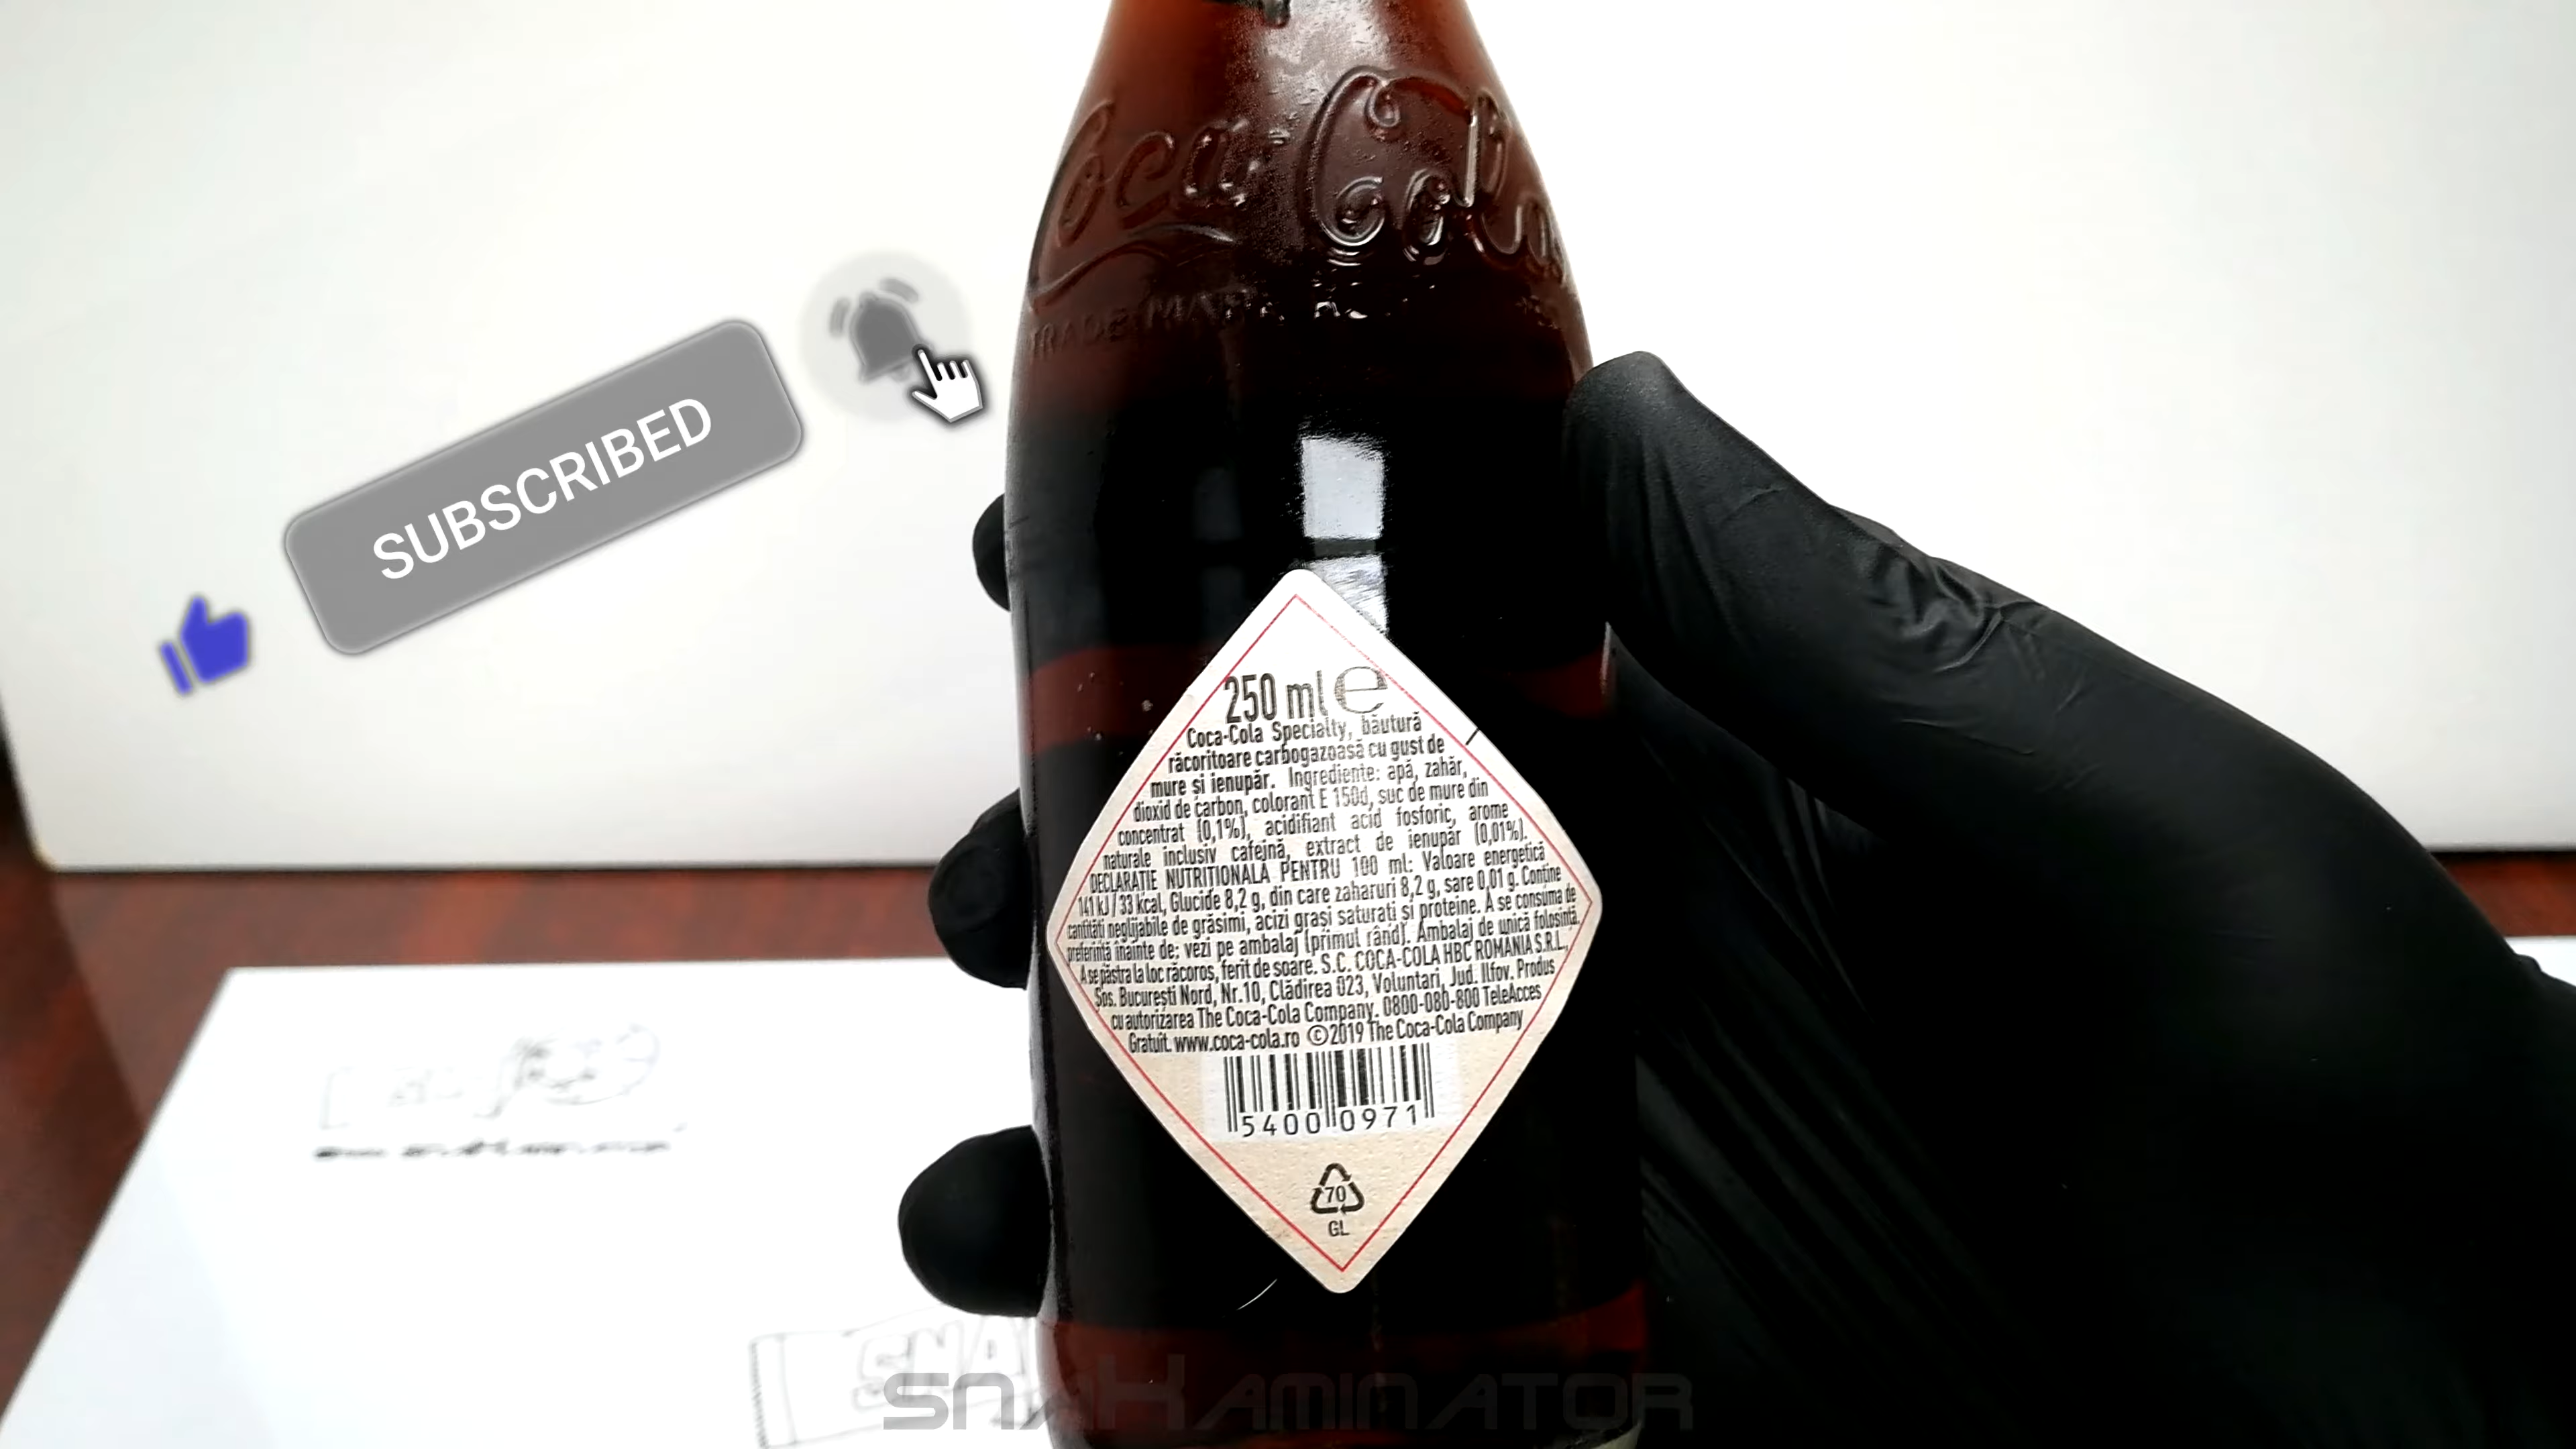 Coca-Cola
TRADE MARK
SUBSCRIBED
250 ml e
Coca-Cola Specialty, băutură
răcoritoare carbogazoasă cu gust de
mure și ienupăr. Ingrediente: apă, zahăr,
dioxid de carbon, colorant E 150d, suc de mure din
concentrat (0,1%), acidifiant acid fosforic, arome
naturale inclusiv cafeină, extract de ienupăr (0,01%).
DECLARAȚIE NUTRIȚIONALĂ PENTRU 100 ml: Valoare energetică
141 kJ / 33 kcal, Glucide 8,2 g, din care zaharuri 8,2 g, sare 0,01 g. Conține
cantități neglijabile de grăsimi, acizi grași saturați și proteine. A se consuma de
preferință înainte de: vezi pe ambalaj (primul rând). Ambalaj de unică folosință.
A se păstra la loc răcoros, ferit de soare. S.C. COCA-COLA HBC ROMANIA S.R.L.,
Șos. București Nord, Nr.10, Clădirea O23, Voluntari, Jud. Ilfov. Produs
cu autorizarea The Coca-Cola Company. 0800-080-800 TeleAcces
Gratuit. www.coca-cola.ro ©2019 The Coca-Cola Company
5400 0971
70
GL
SNA
SNAKAMINATOR